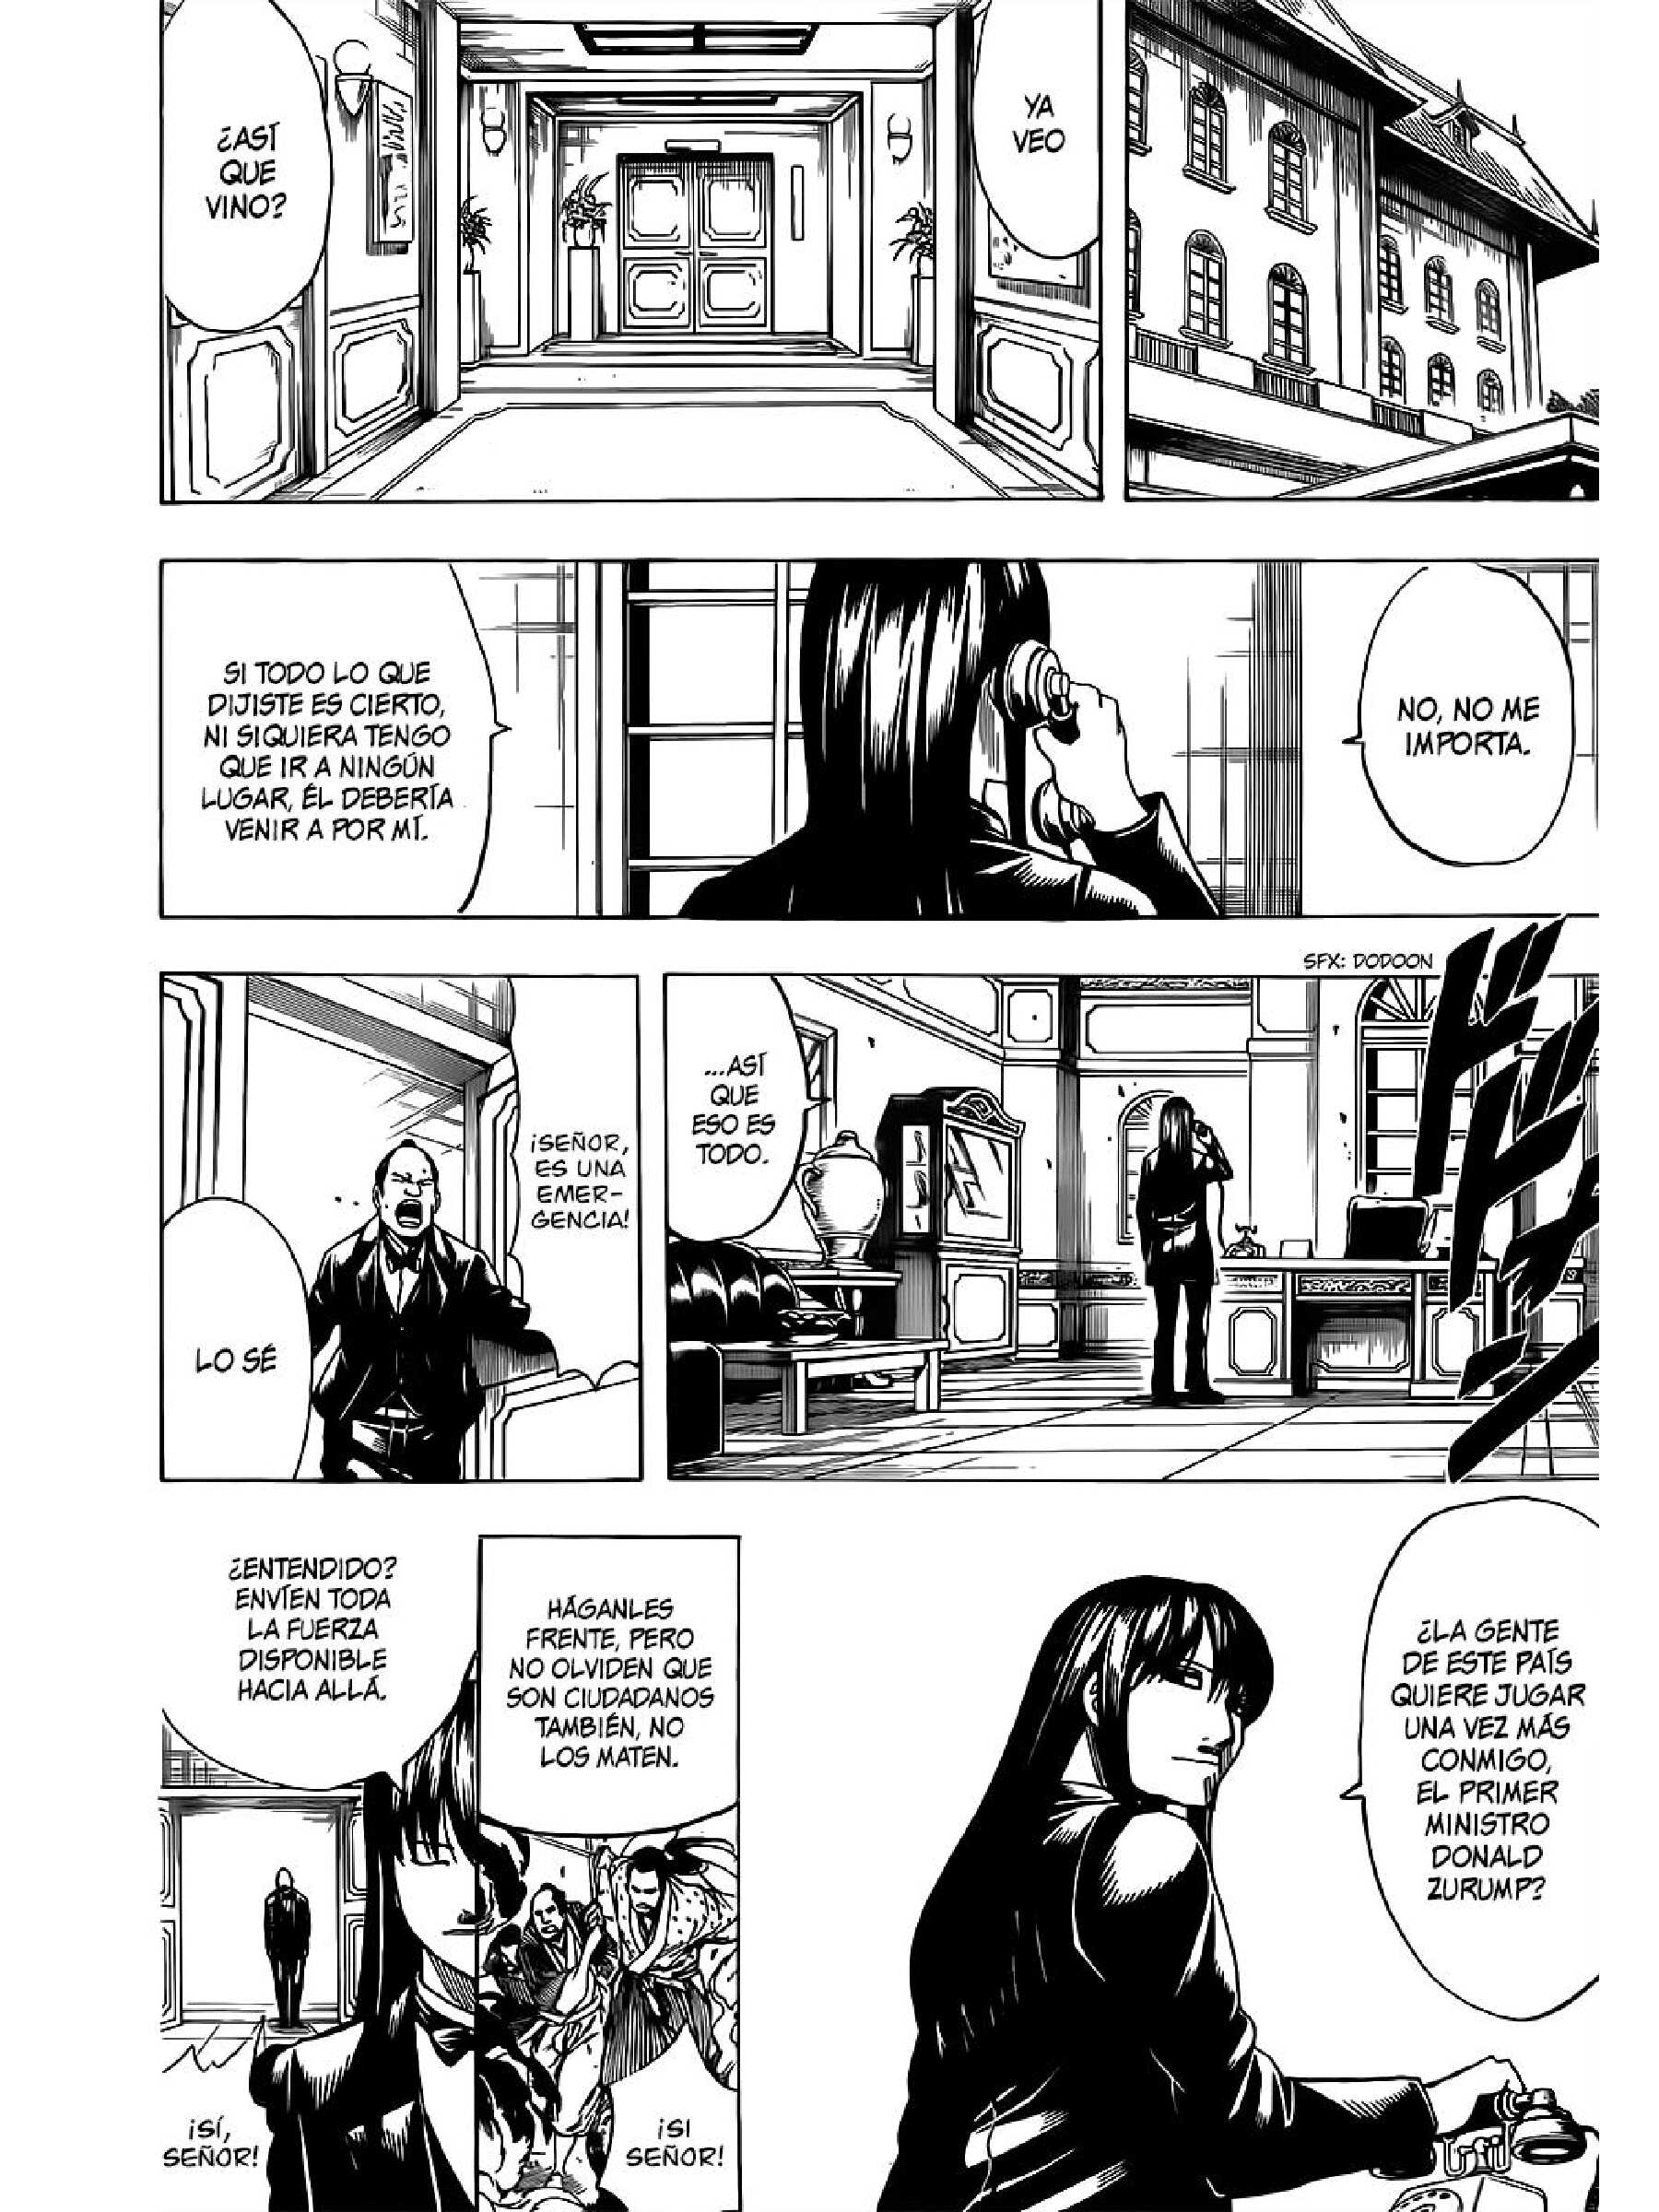 YA
VEO
¿ASÍ
QUE
VINO?
NO, NO ME
IMPORTA.
SI TODO LO QUE
DIJISTE ES CIERTO,
NI SIQUIERA TENGO
QUE IR A NINGÚN
LUGAR, ÉL DEBERÍA
VENIR A POR MÍ.
SFX: DODOON
ドドドン
...ASÍ
QUE
ESO ES
TODO.
¡SEÑOR,
ES UNA
EMER-
GENCIA!
LO SÉ
¿LA GENTE
DE ESTE PAÍS
QUIERE JUGAR
UNA VEZ MÁS
CONMIGO,
EL PRIMER
MINISTRO
DONALD
ZURUMP?
HÁGANLES
FRENTE, PERO
NO OLVIDEN QUE
SON CIUDADANOS
TAMBIÉN, NO
LOS MATEN.
¡SI
SEÑOR!
¿ENTENDIDO?
ENVÍEN TODA
LA FUERZA
DISPONIBLE
HACIA ALLÁ.
¡SÍ,
SEÑOR!